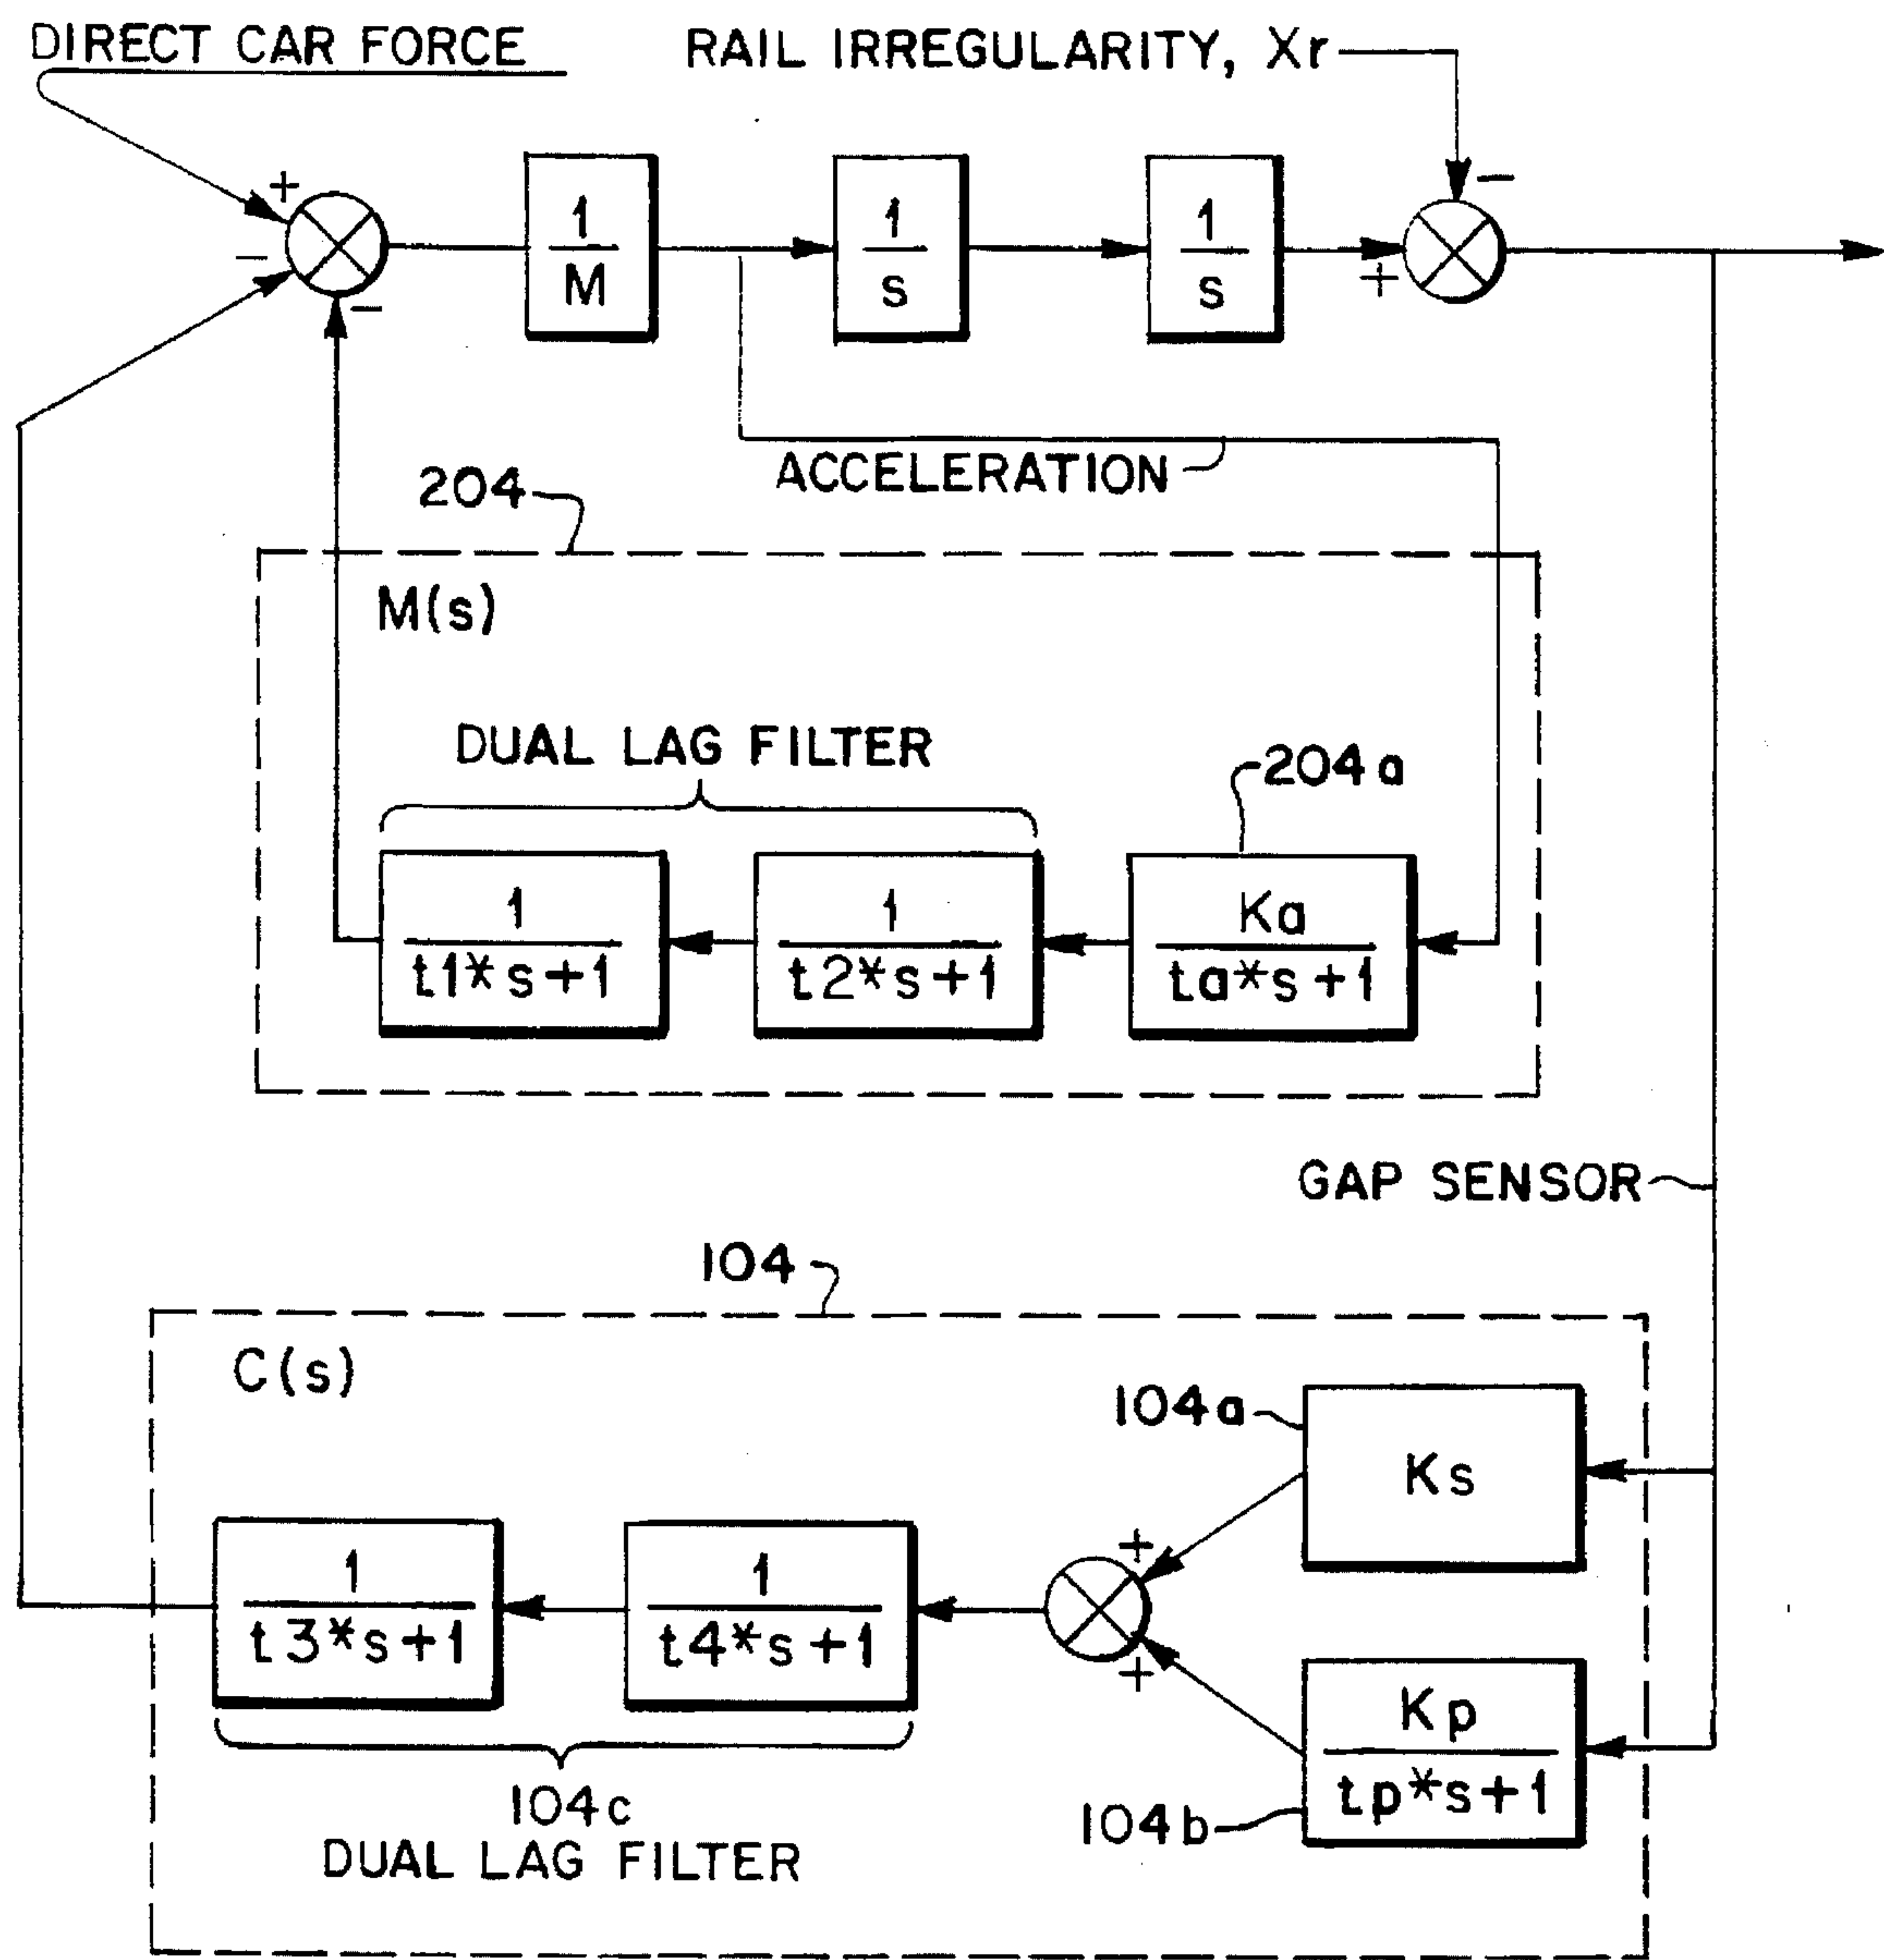 DIRECT CAR FORCE
RAIL IRREGULARITY, Xr
+
-
-
1
M
1
s
1
s
-
+
ACCELERATION
204
M(s)
DUAL LAG FILTER
204a
1
t1*s+1
1
t2*s+1
Ka
ta*s+1
GAP SENSOR
104
C(s)
104a
Ks
+
+
1
t3*s+1
1
t4*s+1
Kp
tp*s+1
104b
104c
DUAL LAG FILTER